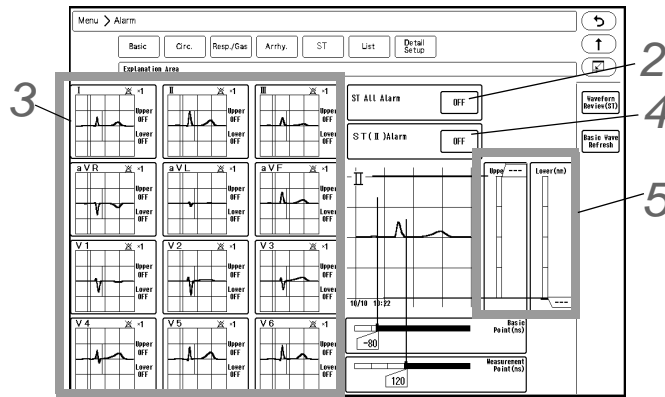 Menu > Alarm
Basic Circ. Resp./Gas Arrhy. ST List Detail Setup
Explanation Area
2
3
4
5
I ×1 Upper OFF Lower OFF
II ×1 Upper OFF Lower OFF
III ×1 Upper OFF Lower OFF
aVR ×1 Upper OFF Lower OFF
aVL ×1 Upper OFF Lower OFF
aVF ×1 Upper OFF Lower OFF
V1 ×1 Upper OFF Lower OFF
V2 ×1 Upper OFF Lower OFF
V3 ×1 Upper OFF Lower OFF
V4 ×1 Upper OFF Lower OFF
V5 ×1 Upper OFF Lower OFF
V6 ×1 Upper OFF Lower OFF
ST All Alarm OFF
ST(II)Alarm OFF
II
Uppe ---
Lower(mm)
---
10/10 10:22
Basic Point(ms)
-80
Measurement Point(ms)
120
Waveform Review(ST)
Basic Wave Refresh